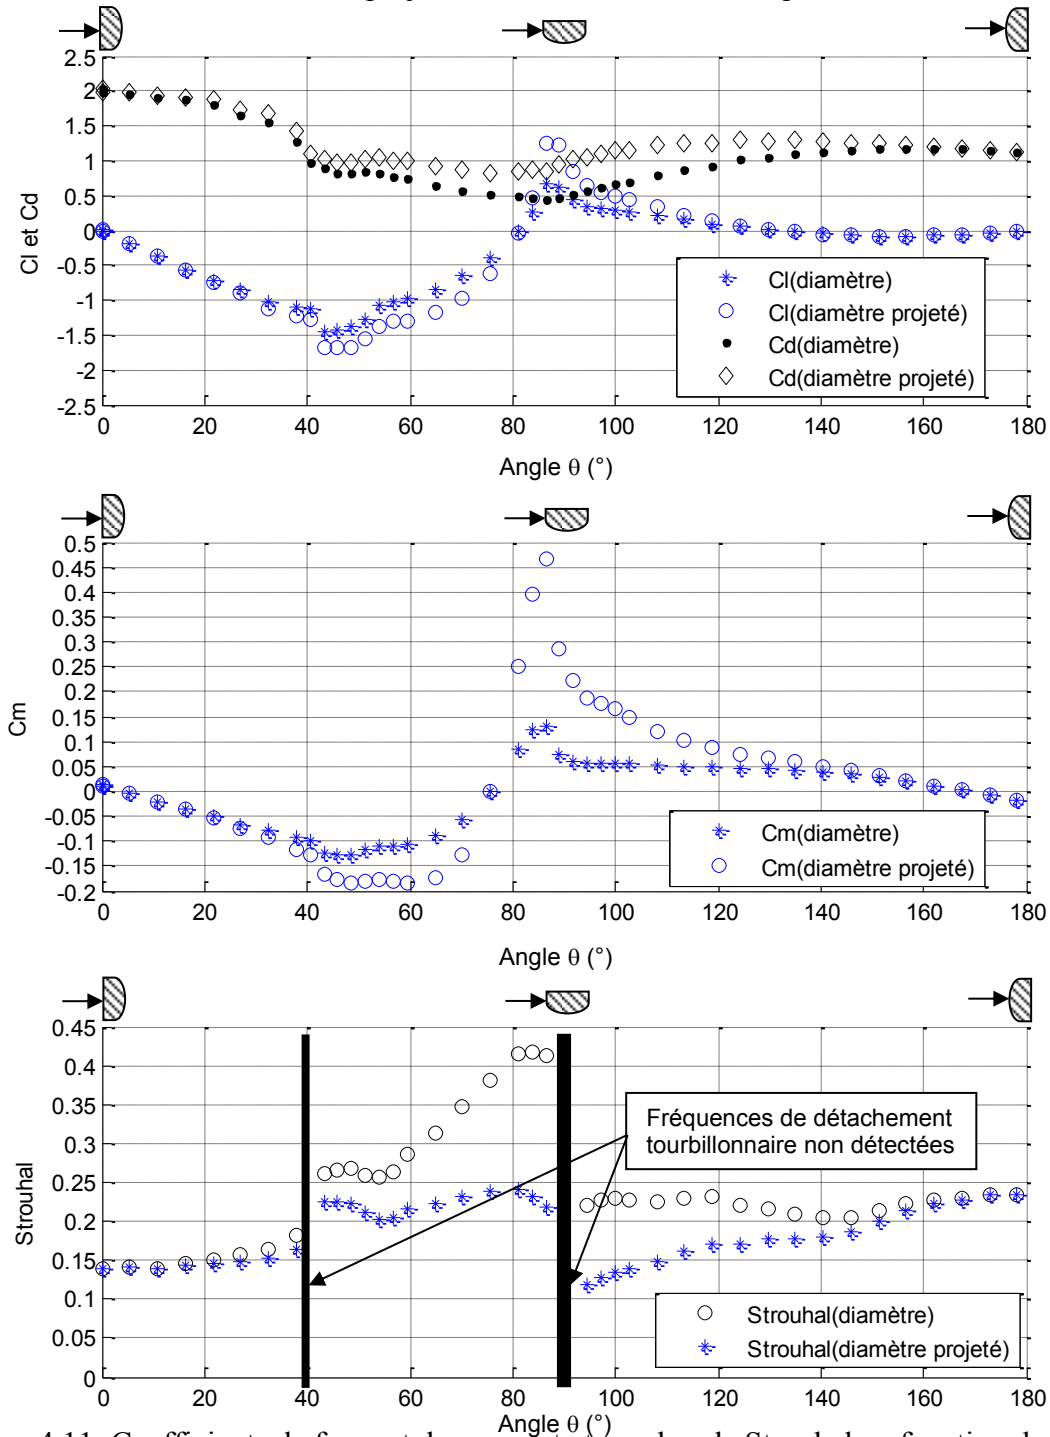 2.5
2
1.5
1
0.5
0
-0.5
-1
-1.5
-2
-2.5
Cl et Cd
Cl(diamètre)
Cl(diamètre projeté)
Cd(diamètre)
Cd(diamètre projeté)
0 20 40 60 80 100 120 140 160 180
Angle θ (°)
0.5
0.45
0.4
0.35
0.3
0.25
0.2
0.15
0.1
0.05
0
-0.05
-0.1
-0.15
-0.2
Cm
Cm(diamètre)
Cm(diamètre projeté)
0 20 40 60 80 100 120 140 160 180
Angle θ (°)
0.45
0.4
0.35
0.3
0.25
0.2
0.15
0.1
0.05
0
Strouhal
Fréquences de détachement
tourbillonnaire non détectées
Strouhal(diamètre)
Strouhal(diamètre projeté)
0 20 40 60 80 100 120 140 160 180
Angle θ (°)
4.11